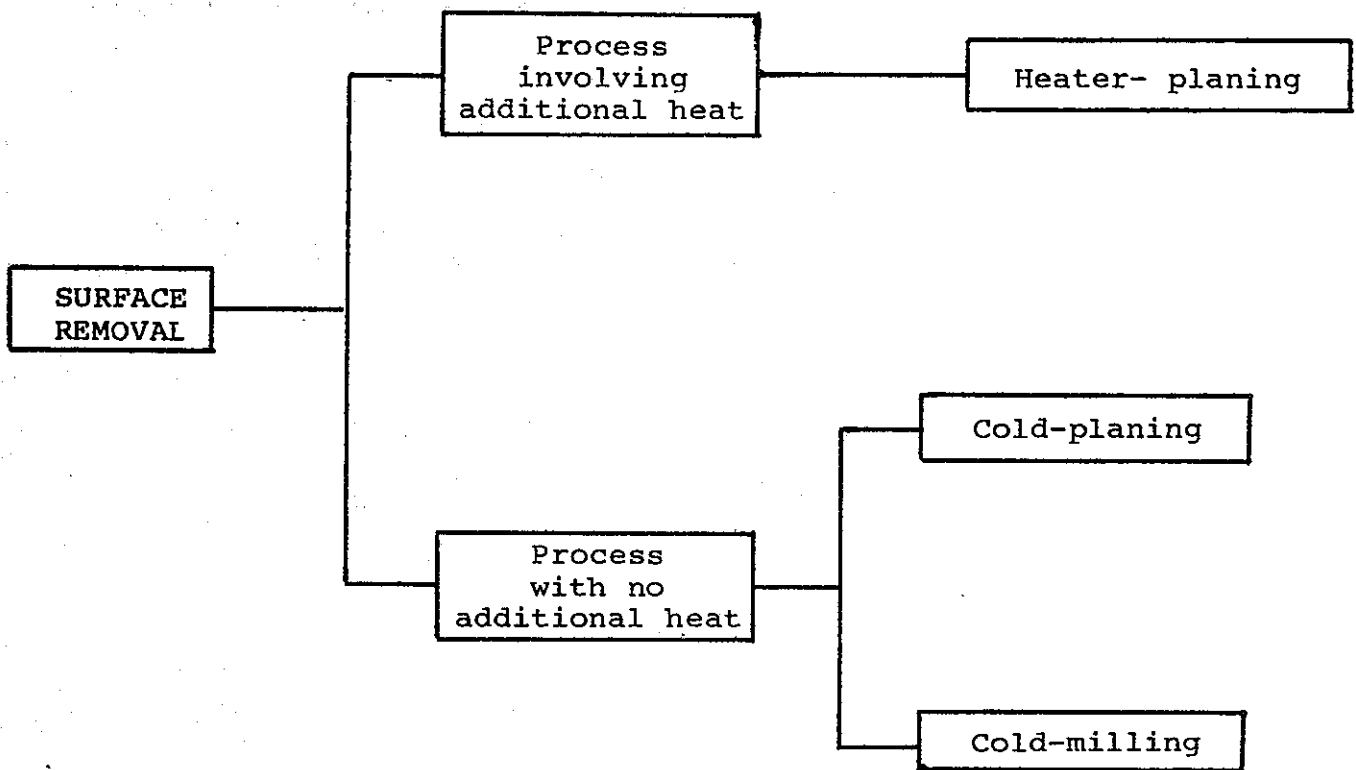 Process
involving
additional heat
Heater- planing
SURFACE
REMOVAL
Cold-planing
Process
with no
additional heat
Cold-milling